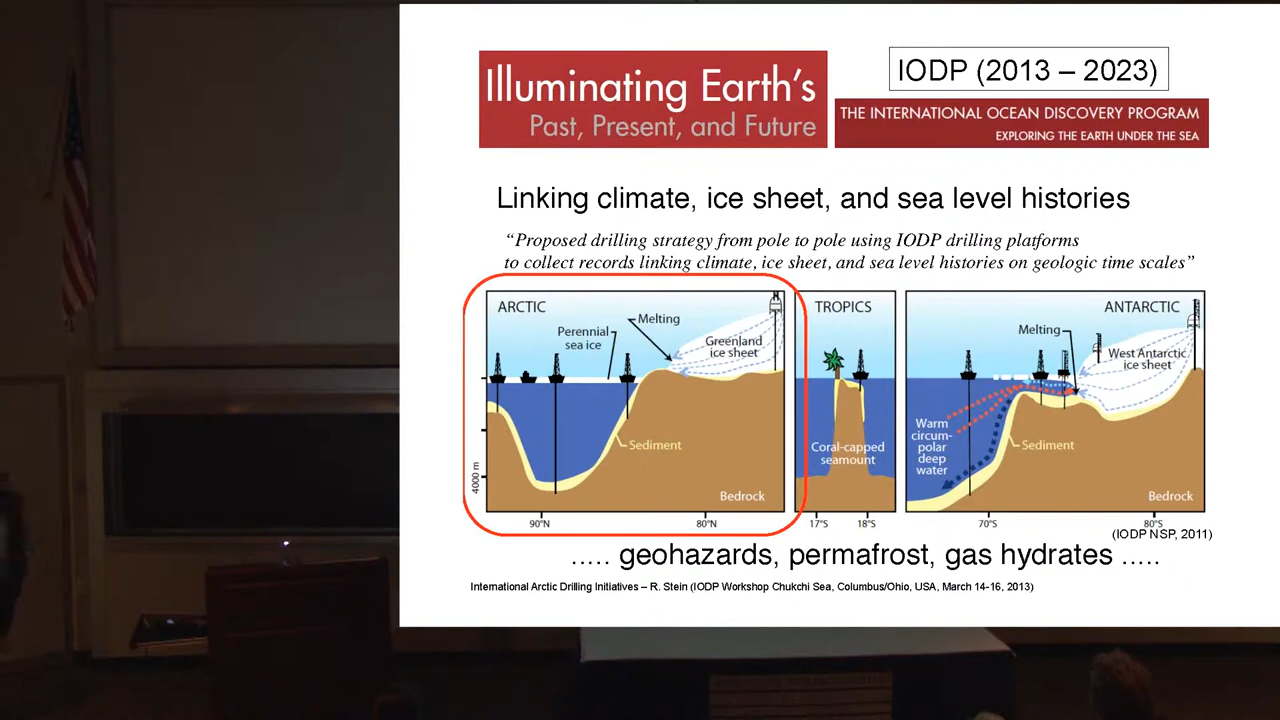 Illuminating Earth's
Past, Present, and Future
IODP (2013 – 2023)
THE INTERNATIONAL OCEAN DISCOVERY PROGRAM
EXPLORING THE EARTH UNDER THE SEA
Linking climate, ice sheet, and sea level histories
“Proposed drilling strategy from pole to pole using IODP drilling platforms
to collect records linking climate, ice sheet, and sea level histories on geologic time scales”
ARCTIC
Perennial
sea ice
Melting
Greenland
ice sheet
Sediment
4000 m
Bedrock
90°N
80°N
TROPICS
Coral-capped
seamount
17°S
18°S
ANTARCTIC
Melting
West Antarctic
ice sheet
Warm
circum-
polar
deep
water
Sediment
Bedrock
70°S
80°S
(IODP NSP, 2011)
..... geohazards, permafrost, gas hydrates .....
International Arctic Drilling Initiatives – R. Stein (IODP Workshop Chukchi Sea, Columbus/Ohio, USA, March 14-16, 2013)